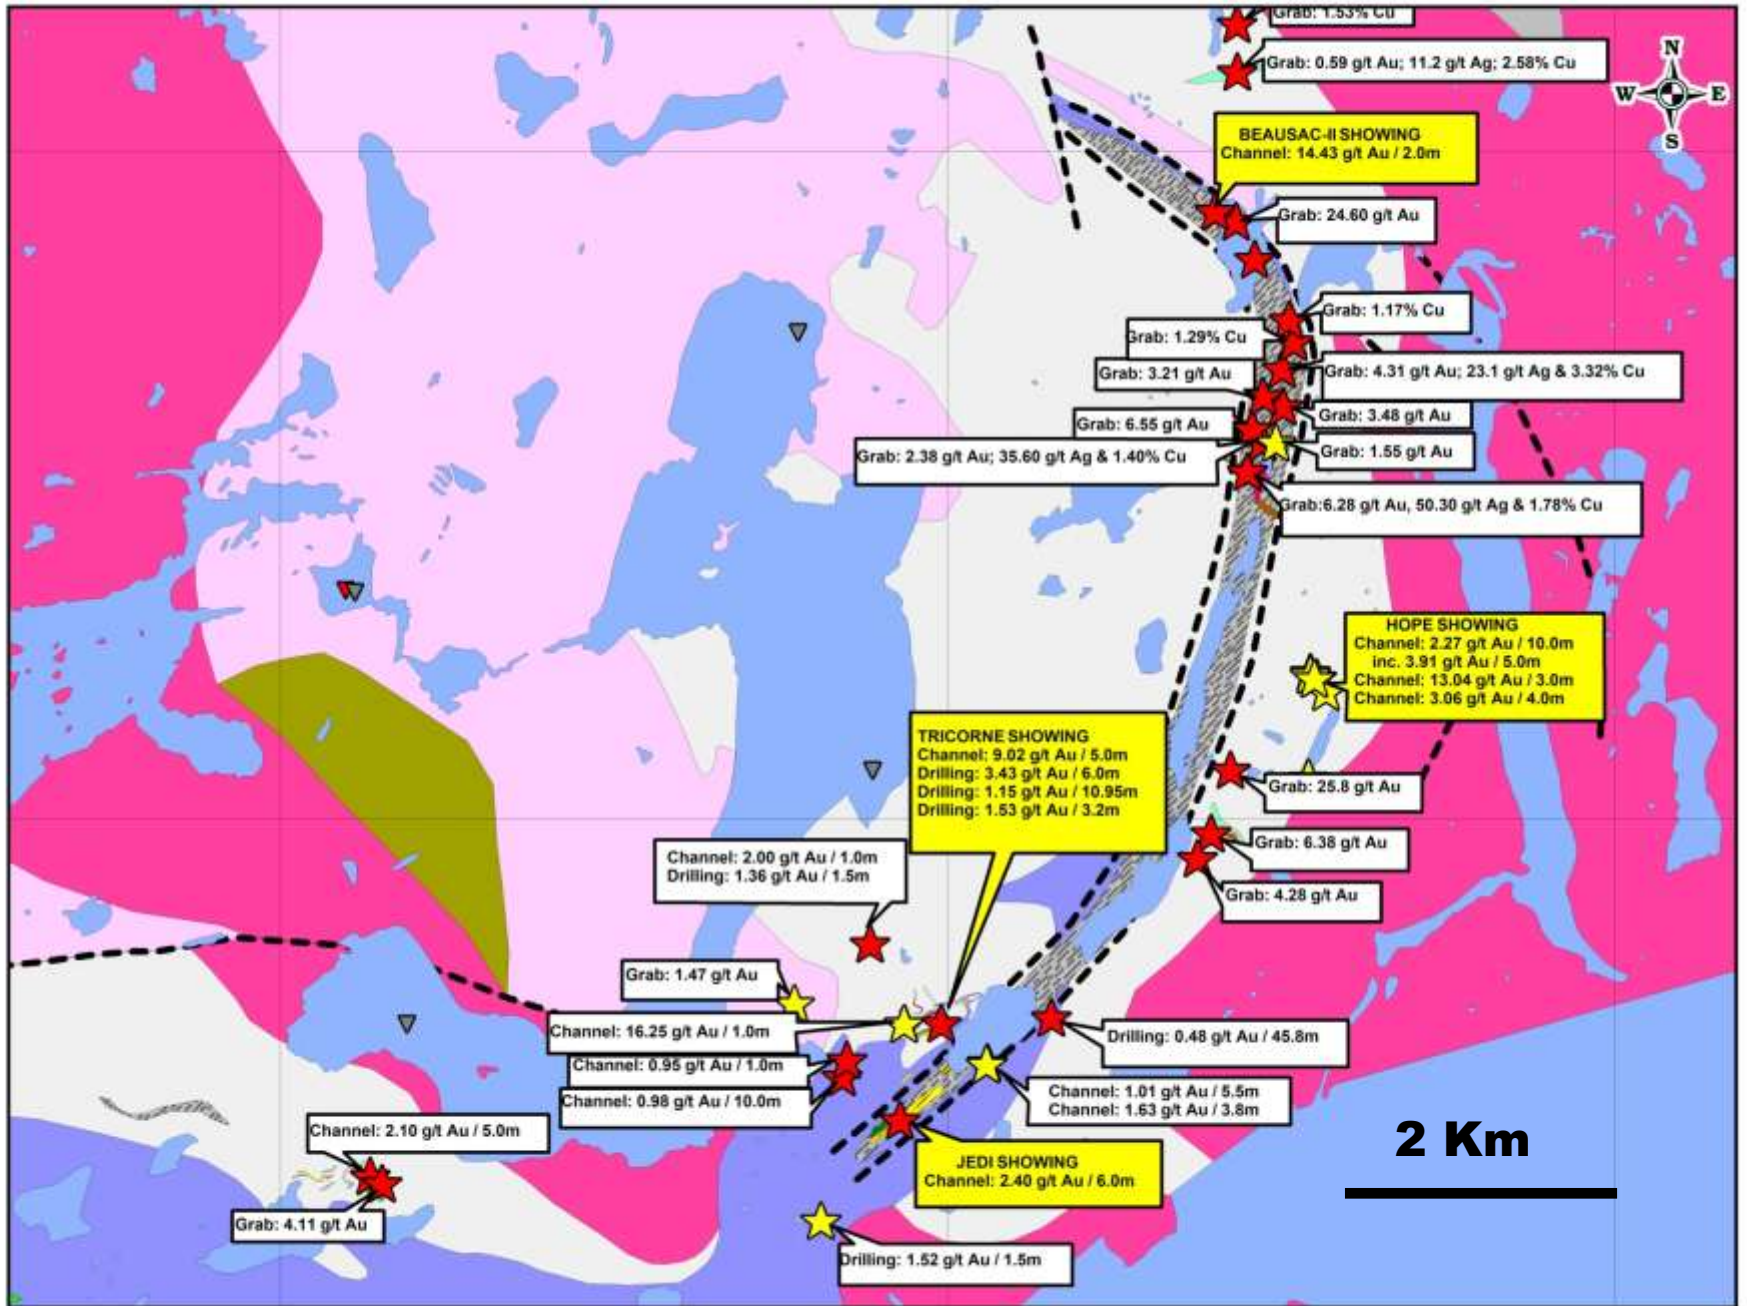 Grab: 1.53% Cu
Grab: 0.59 g/t Au; 11.2 g/t Ag; 2.58% Cu
N
W
E
S
BEAUSAC-II SHOWING
Channel: 14.43 g/t Au / 2.0m
Grab: 24.60 g/t Au
Grab: 1.17% Cu
Grab: 1.29% Cu
Grab: 3.21 g/t Au
Grab: 4.31 g/t Au; 23.1 g/t Ag & 3.32% Cu
Grab: 3.48 g/t Au
Grab: 6.55 g/t Au
Grab: 2.38 g/t Au; 35.60 g/t Ag & 1.40% Cu
Grab: 1.55 g/t Au
Grab:6.28 g/t Au, 50.30 g/t Ag & 1.78% Cu
HOPE SHOWING
Channel: 2.27 g/t Au / 10.0m
inc. 3.91 g/t Au / 5.0m
Channel: 13.04 g/t Au / 3.0m
Channel: 3.06 g/t Au / 4.0m
TRICORNE SHOWING
Channel: 9.02 g/t Au / 5.0m
Drilling: 3.43 g/t Au / 6.0m
Drilling: 1.15 g/t Au / 10.95m
Drilling: 1.53 g/t Au / 3.2m
Grab: 25.8 g/t Au
Grab: 6.38 g/t Au
Grab: 4.28 g/t Au
Channel: 2.00 g/t Au / 1.0m
Drilling: 1.36 g/t Au / 1.5m
Grab: 1.47 g/t Au
Channel: 16.25 g/t Au / 1.0m
Channel: 0.95 g/t Au / 1.0m
Channel: 0.98 g/t Au / 10.0m
Drilling: 0.48 g/t Au / 45.8m
Channel: 1.01 g/t Au / 5.5m
Channel: 1.63 g/t Au / 3.8m
2 Km
Channel: 2.10 g/t Au / 5.0m
JEDI SHOWING
Channel: 2.40 g/t Au / 6.0m
Grab: 4.11 g/t Au
Drilling: 1.52 g/t Au / 1.5m